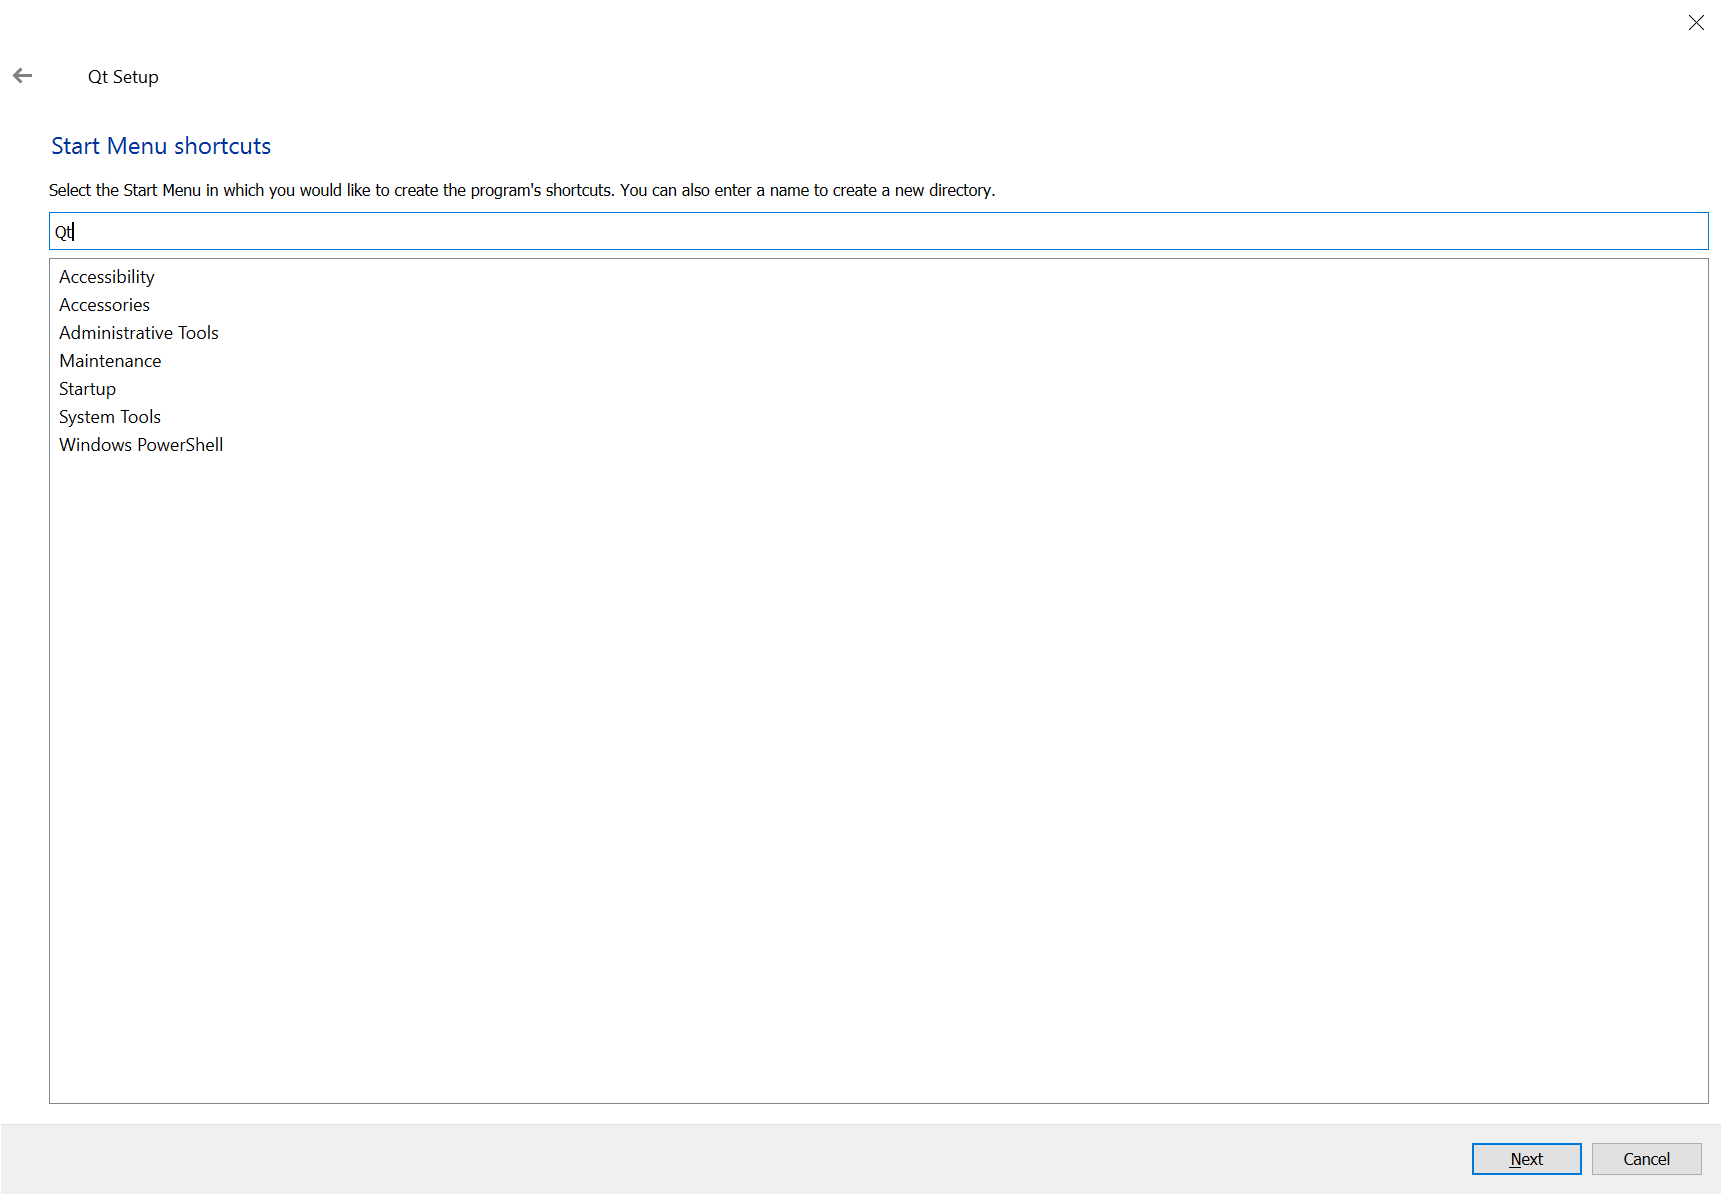 Qt Setup
Start Menu shortcuts
Select the Start Menu in which you would like to create the program's shortcuts. You can also enter a name to create a new directory.
Qt
Accessibility
Accessories
Administrative Tools
Maintenance
Startup
System Tools
Windows PowerShell
Next Cancel